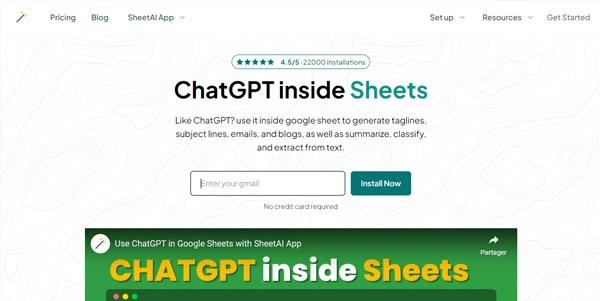 Pricing
Blog
SheetAI App
Set up
Resources
Get Started
4.5/5 ·22000 installations
ChatGPT inside Sheets
Like ChatGPT? use it inside google sheet to generate taglines,
subject lines, emails, and blogs, as well as summarize, classify,
and extract from text.
Enter your gmail
Install Now
No credit card required
Use ChatGPT in Google Sheets with SheetAI App
Partager
CHATGPT inside Sheets